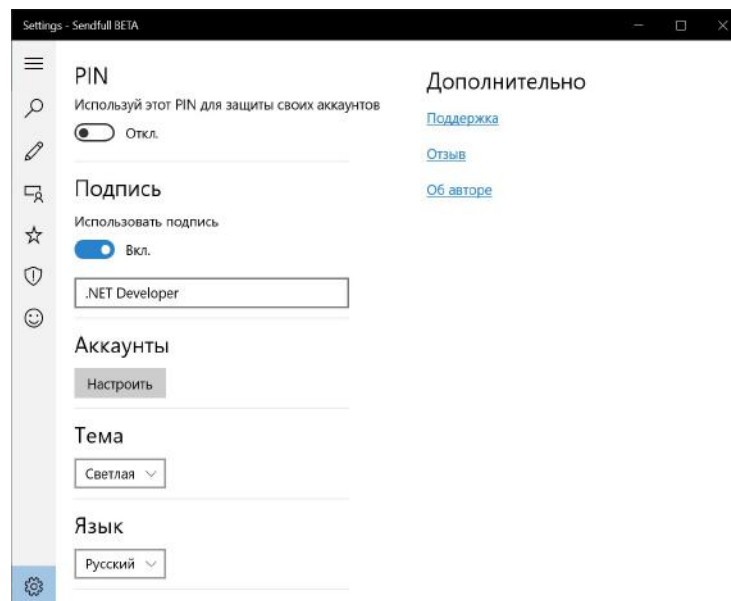 Settings - Sendfull BETA
PIN
Используй этот PIN для защиты своих аккаунтов
Откл.
Подпись
Использовать подпись
Вкл.
.NET Developer
Аккаунты
Настроить
Тема
Светлая
Язык
Русский
Дополнительно
Поддержка
Отзыв
Об авторе